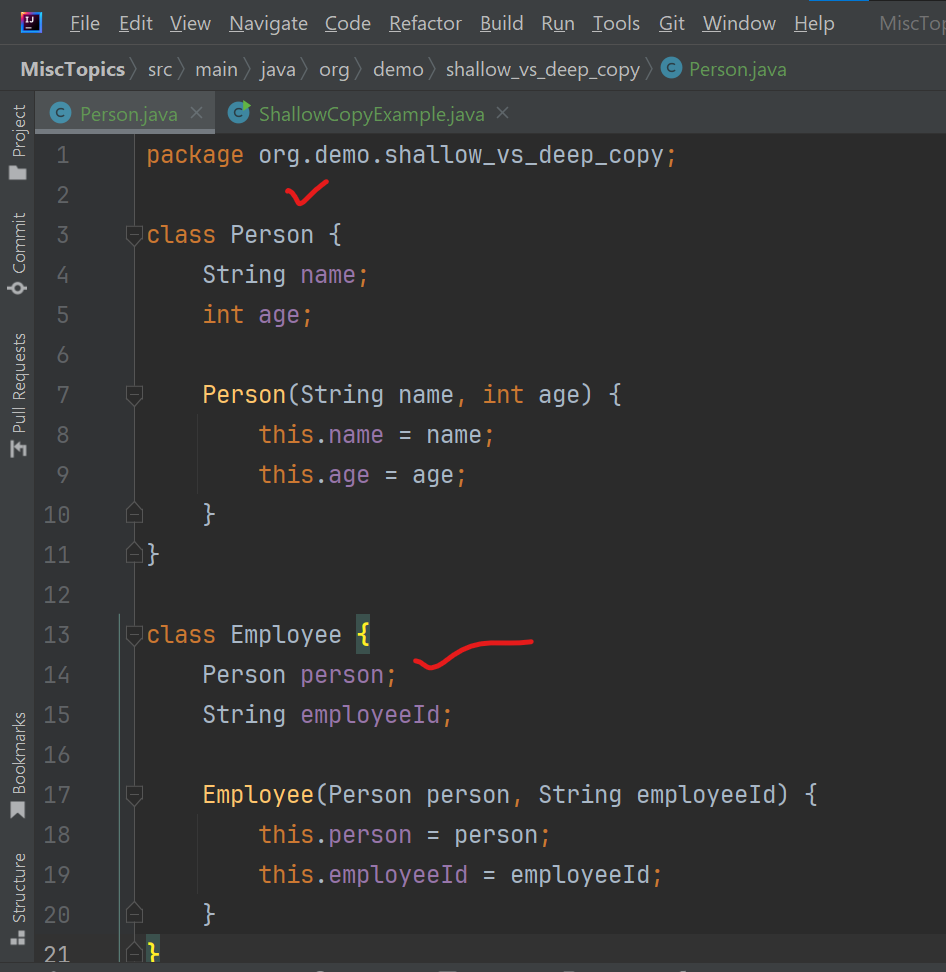 IJ File Edit View Navigate Code Refactor Build Run Tools Git Window Help
MiscTopics src main java org demo shallow_vs_deep_copy C Person.java
C Person.java C ShallowCopyExample.java
Project
Commit
Pull Requests
Bookmarks
Structure
1 package org.demo.shallow_vs_deep_copy;
2
3 class Person {
4 String name;
5 int age;
6
7 Person(String name, int age) {
8 this.name = name;
9 this.age = age;
10 }
11 }
12
13 class Employee {
14 Person person;
15 String employeeId;
16
17 Employee(Person person, String employeeId) {
18 this.person = person;
19 this.employeeId = employeeId;
20 }
21 }